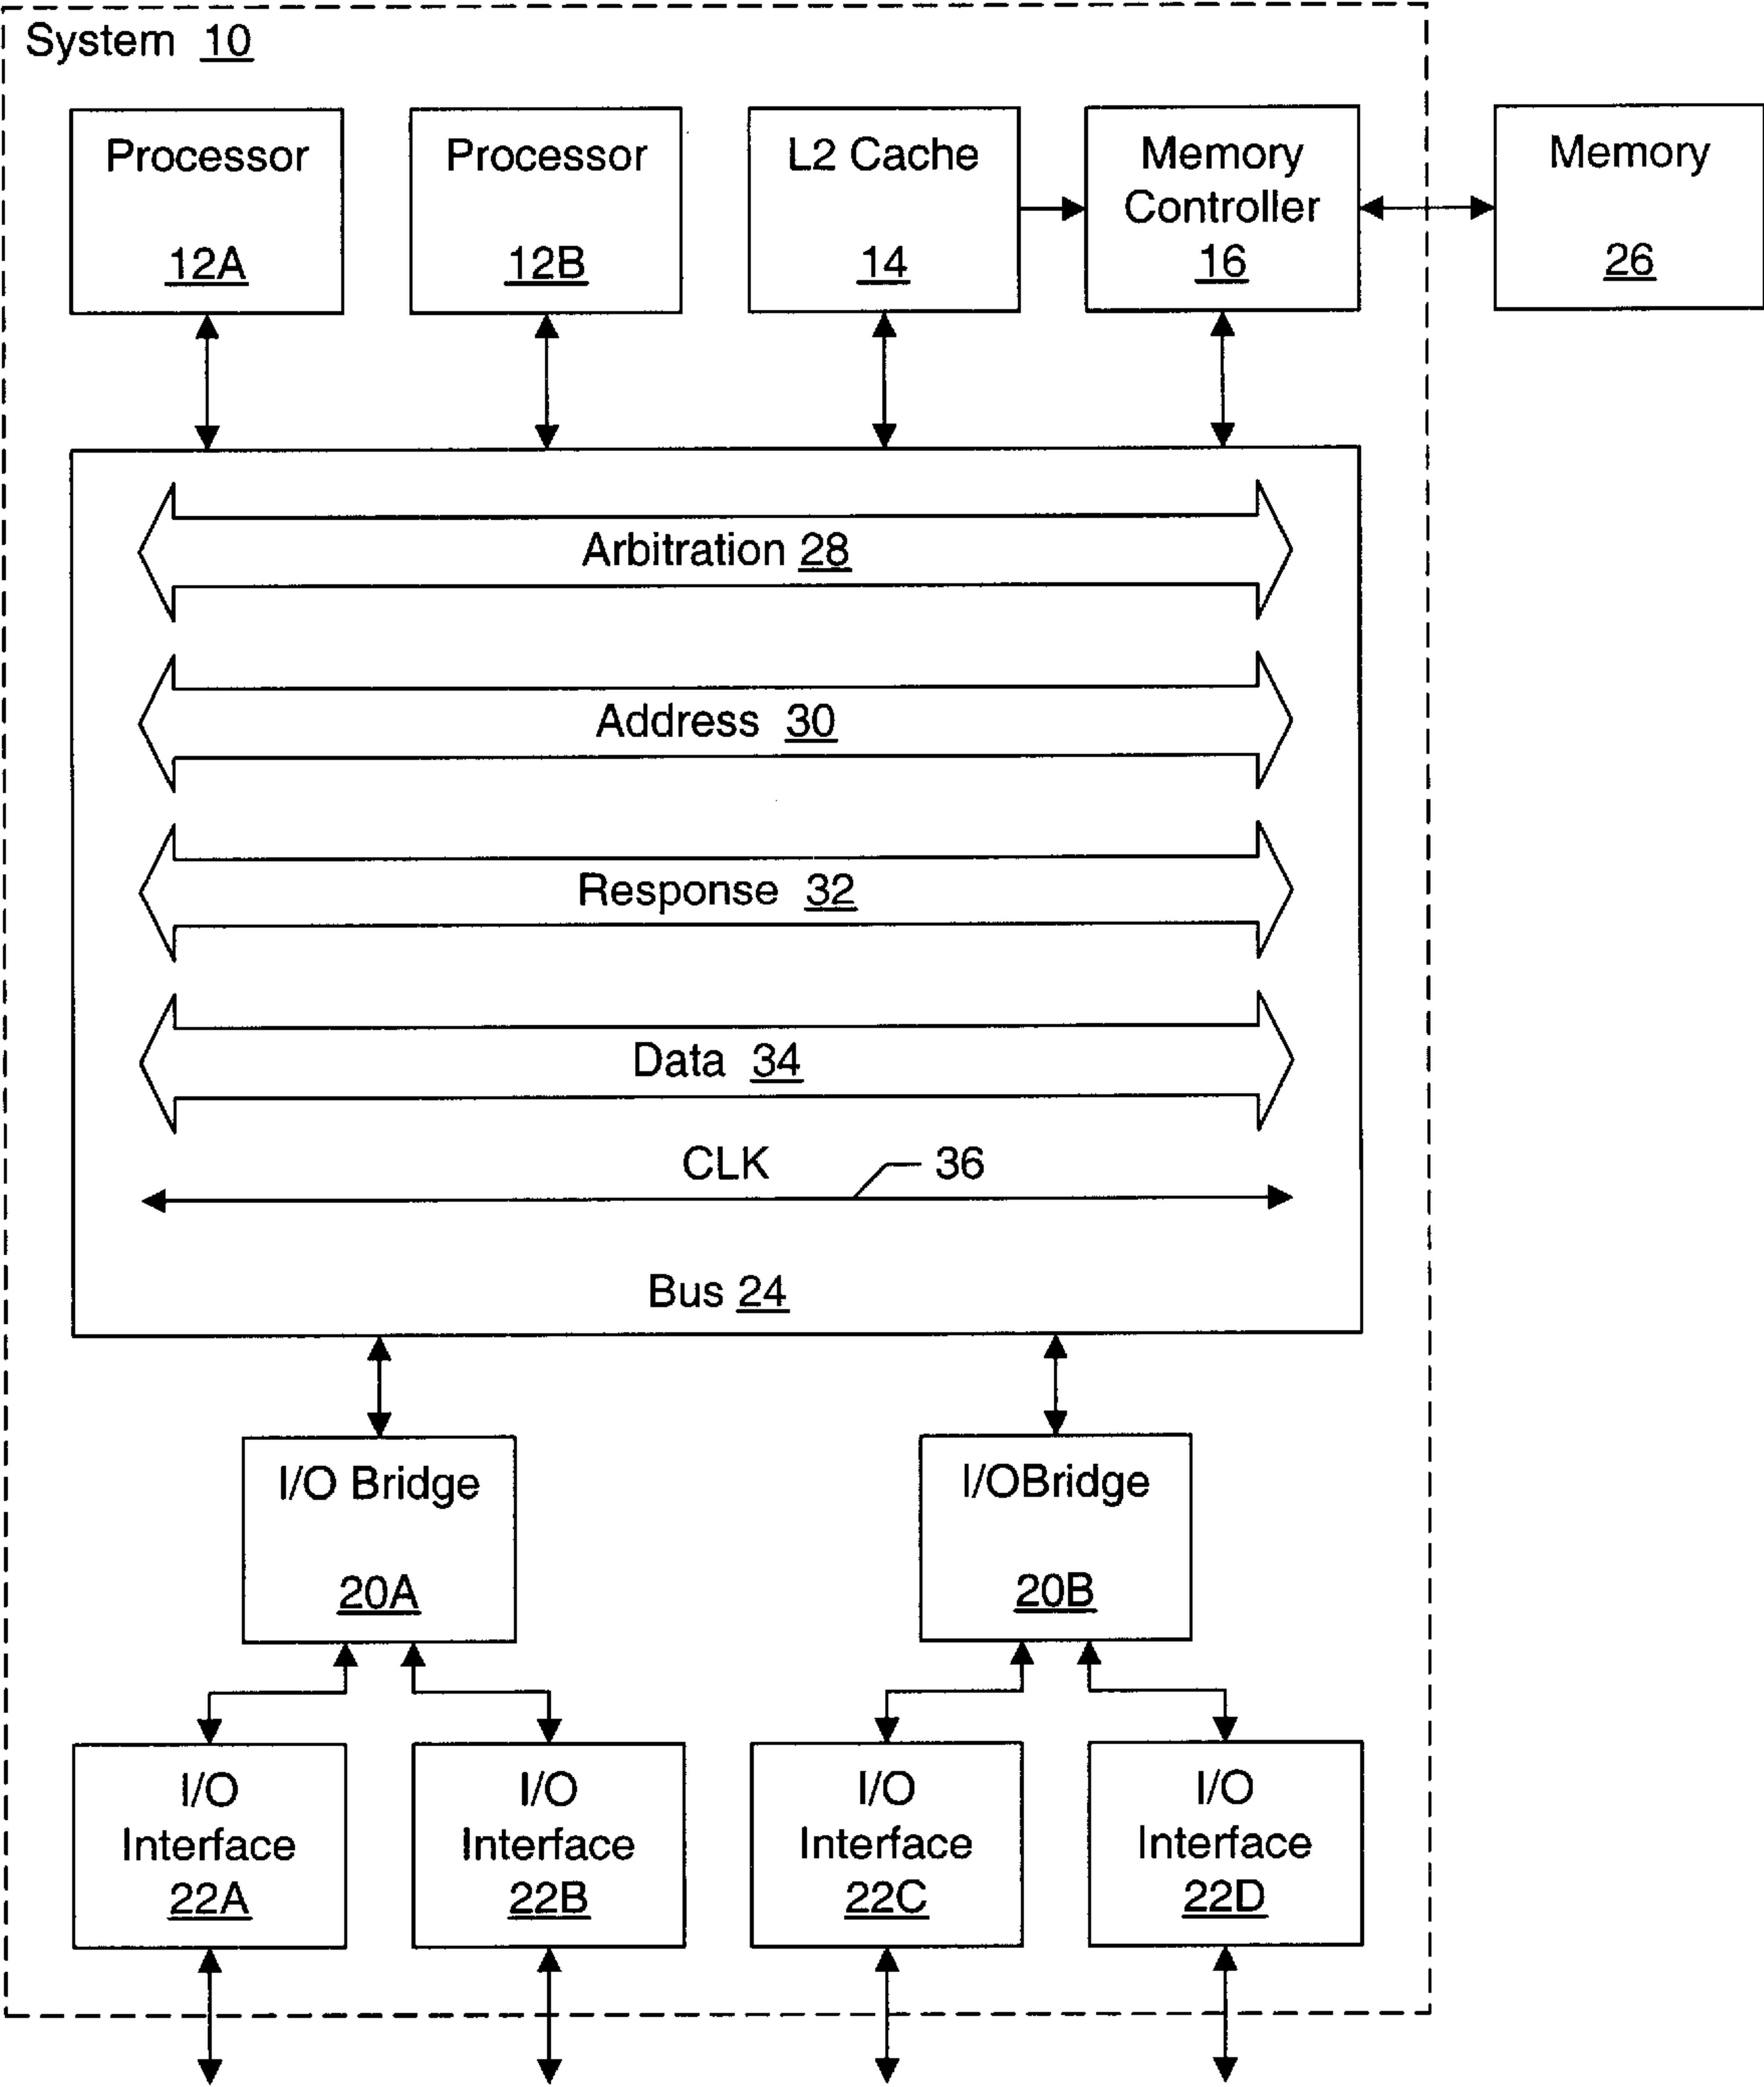 System 10
Processor
12A
Processor
12B
L2 Cache
14
Memory
Controller
16
Memory
26
Arbitration 28
Address 30
Response 32
Data 34
CLK
36
Bus 24
I/O Bridge
20A
I/OBridge
20B
I/O
Interface
22A
I/O
Interface
22B
I/O
Interface
22C
I/O
Interface
22D